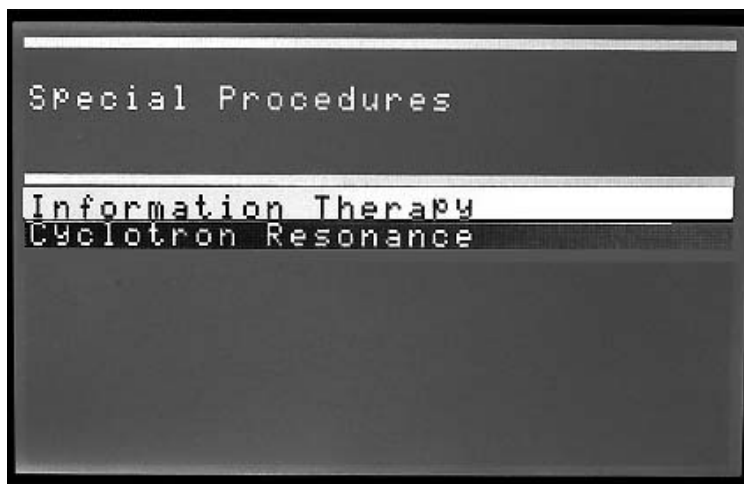 Special Procedures
Information Therapy
Cyclotron Resonance